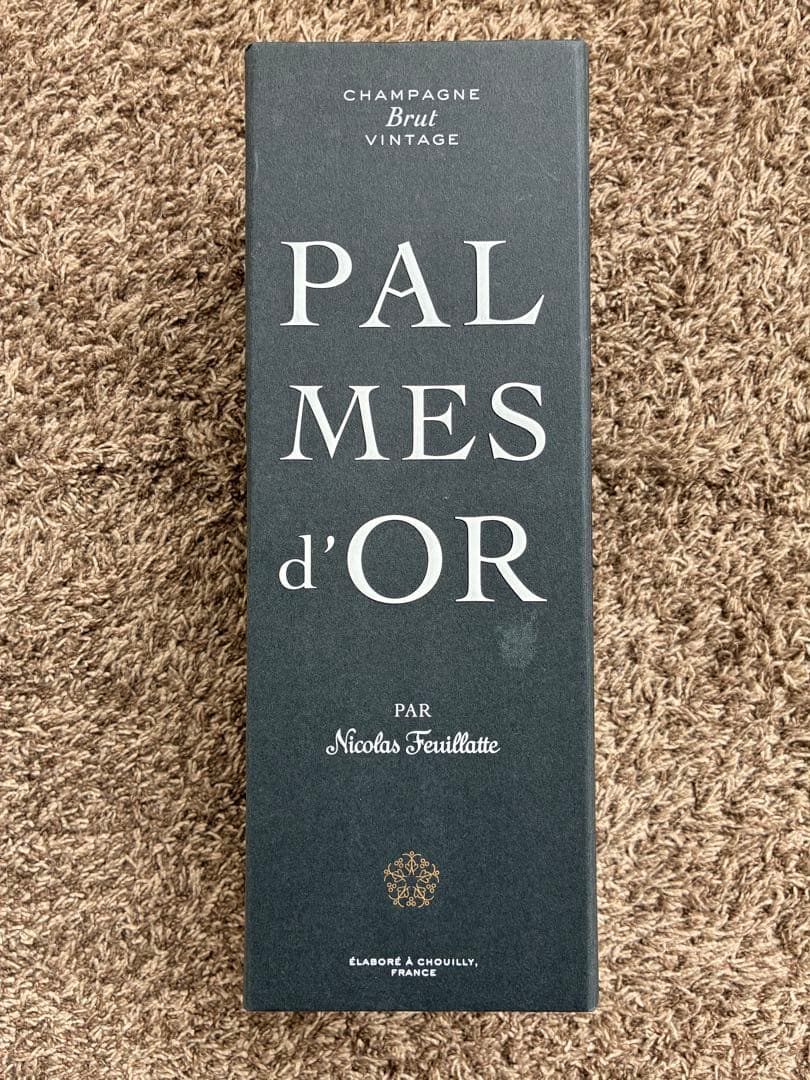 CHAMPAGNE
Brut
VINTAGE
PAL
MES
d'OR
PAR
Nicolas Feuillatte
ÉLABORÉ À CHOUILLY,
FRANCE